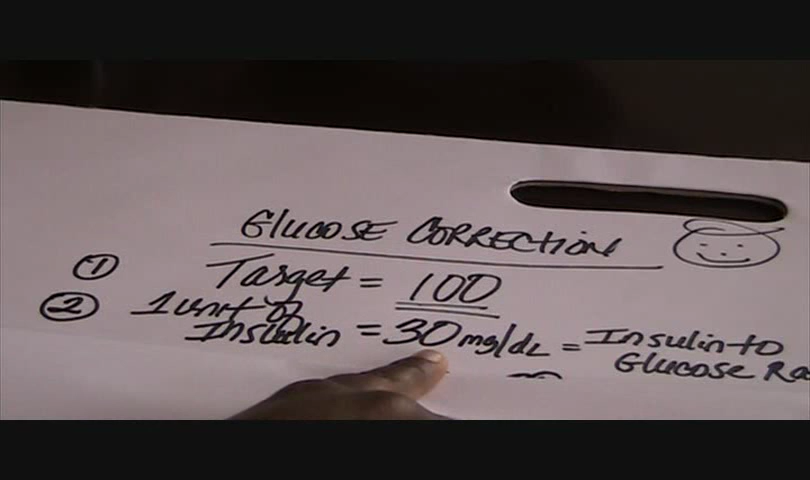 GLUCOSE CORRECTION
① Target = 100
② 1 unit of
Insulin = 30 mg/dL = Insulin to
Glucose Ra